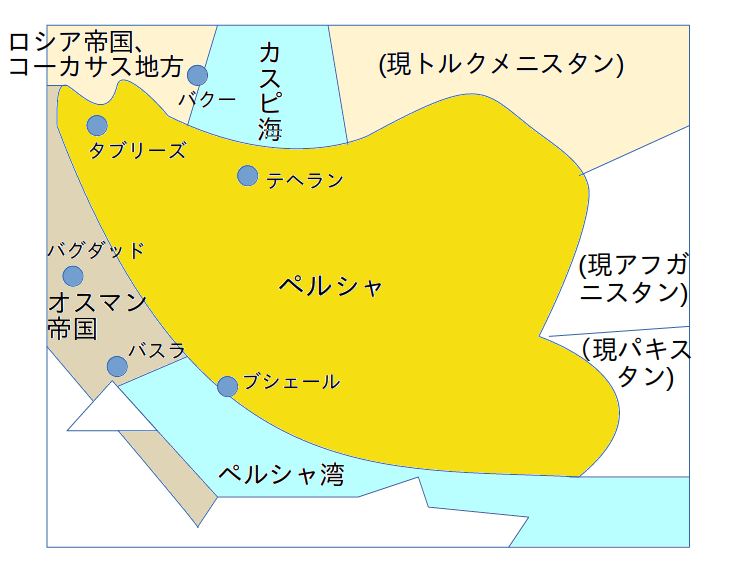 ロシア帝国、
コーカサス地方
カスピ海
(現トルクメニスタン)
バクー
タブリーズ
テヘラン
バグダッド
オスマン
帝国
ペルシャ
(現アフガ
ニスタン)
バスラ
(現パキス
タン)
ブシェール
ペルシャ湾